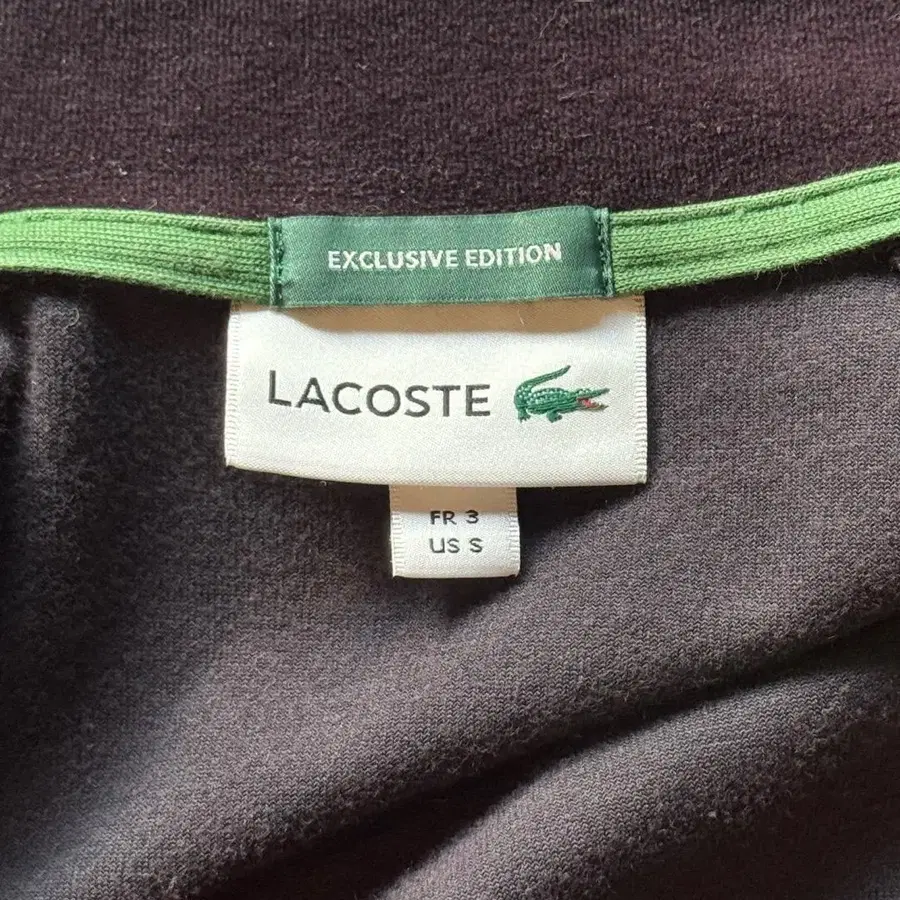 EXCLUSIVE EDITION
LACOSTE
FR 3
US S